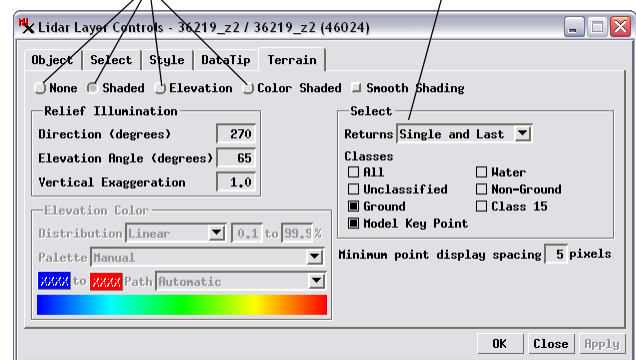 Lidar Layer Controls - 36219_z2 / 36219_z2 (46024)
Object Select Style DataTip Terrain
None Shaded Elevation Color Shaded Smooth Shading
Relief Illumination
Direction (degrees) 270
Elevation Angle (degrees) 65
Vertical Exaggeration 1.0
Elevation Color
Distribution Linear 0.1 to 99.9 %
Palette Manual
XXXX to XXXX Path Automatic
Select
Returns Single and Last
Classes
All Water
Unclassified Non-Ground
Ground Class 15
Model Key Point
Minimum point display spacing 5 pixels
OK Close Apply